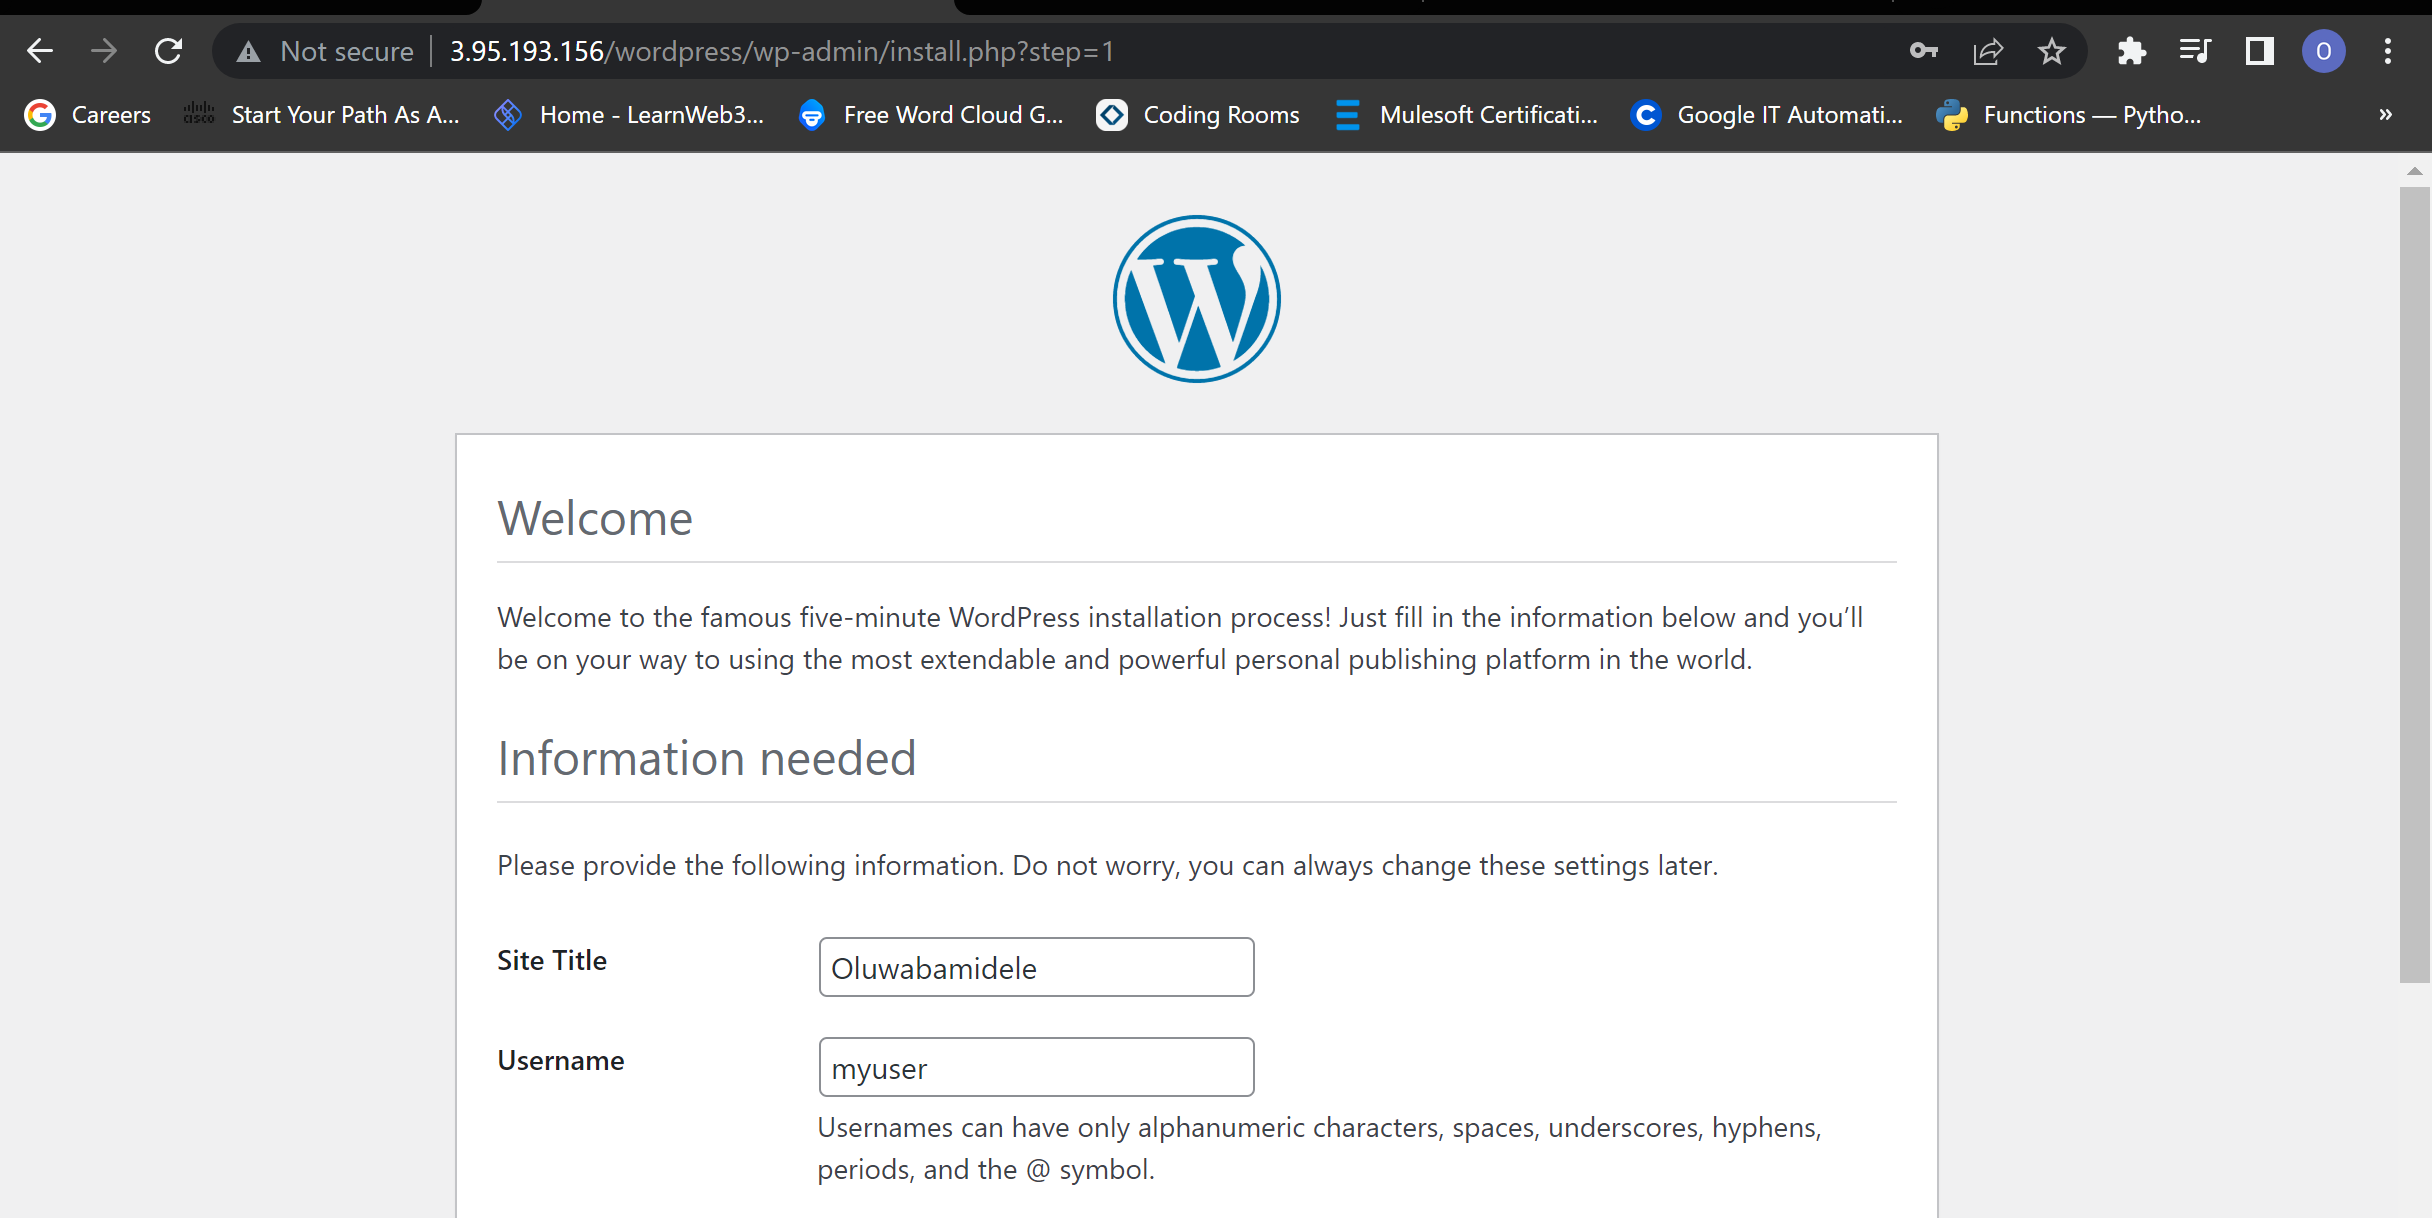 Not secure 3.95.193.156/wordpress/wp-admin/install.php?step=1 O
Careers cisco Start Your Path As A... Home - LearnWeb3... Free Word Cloud G... Coding Rooms Mulesoft Certificati... Google IT Automati... Functions — Pytho... »
Welcome
Welcome to the famous five-minute WordPress installation process! Just fill in the information below and you’ll
be on your way to using the most extendable and powerful personal publishing platform in the world.
Information needed
Please provide the following information. Do not worry, you can always change these settings later.
Site Title Oluwabamidele
Username myuser
Usernames can have only alphanumeric characters, spaces, underscores, hyphens,
periods, and the @ symbol.